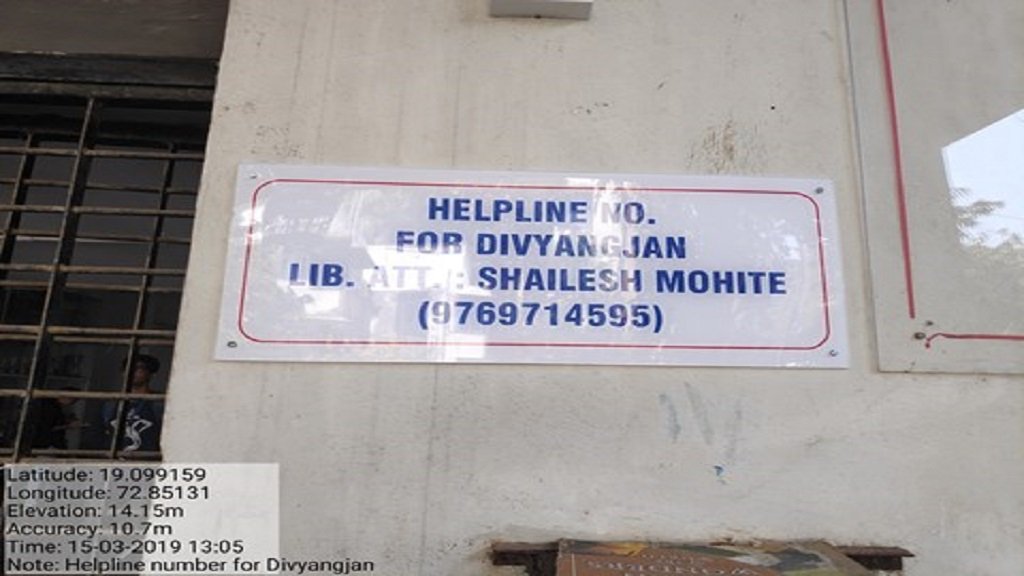 HELPLINE NO.
FOR DIVYANGJAN
LIB. ATT. : SHAILESH MOHITE
(9769714595)
Latitude: 19.099159
Longitude: 72.85131
Elevation: 14.15m
Accuracy: 10.7m
Time: 15-03-2019 13:05
Note: Helpline number for Divyangjan